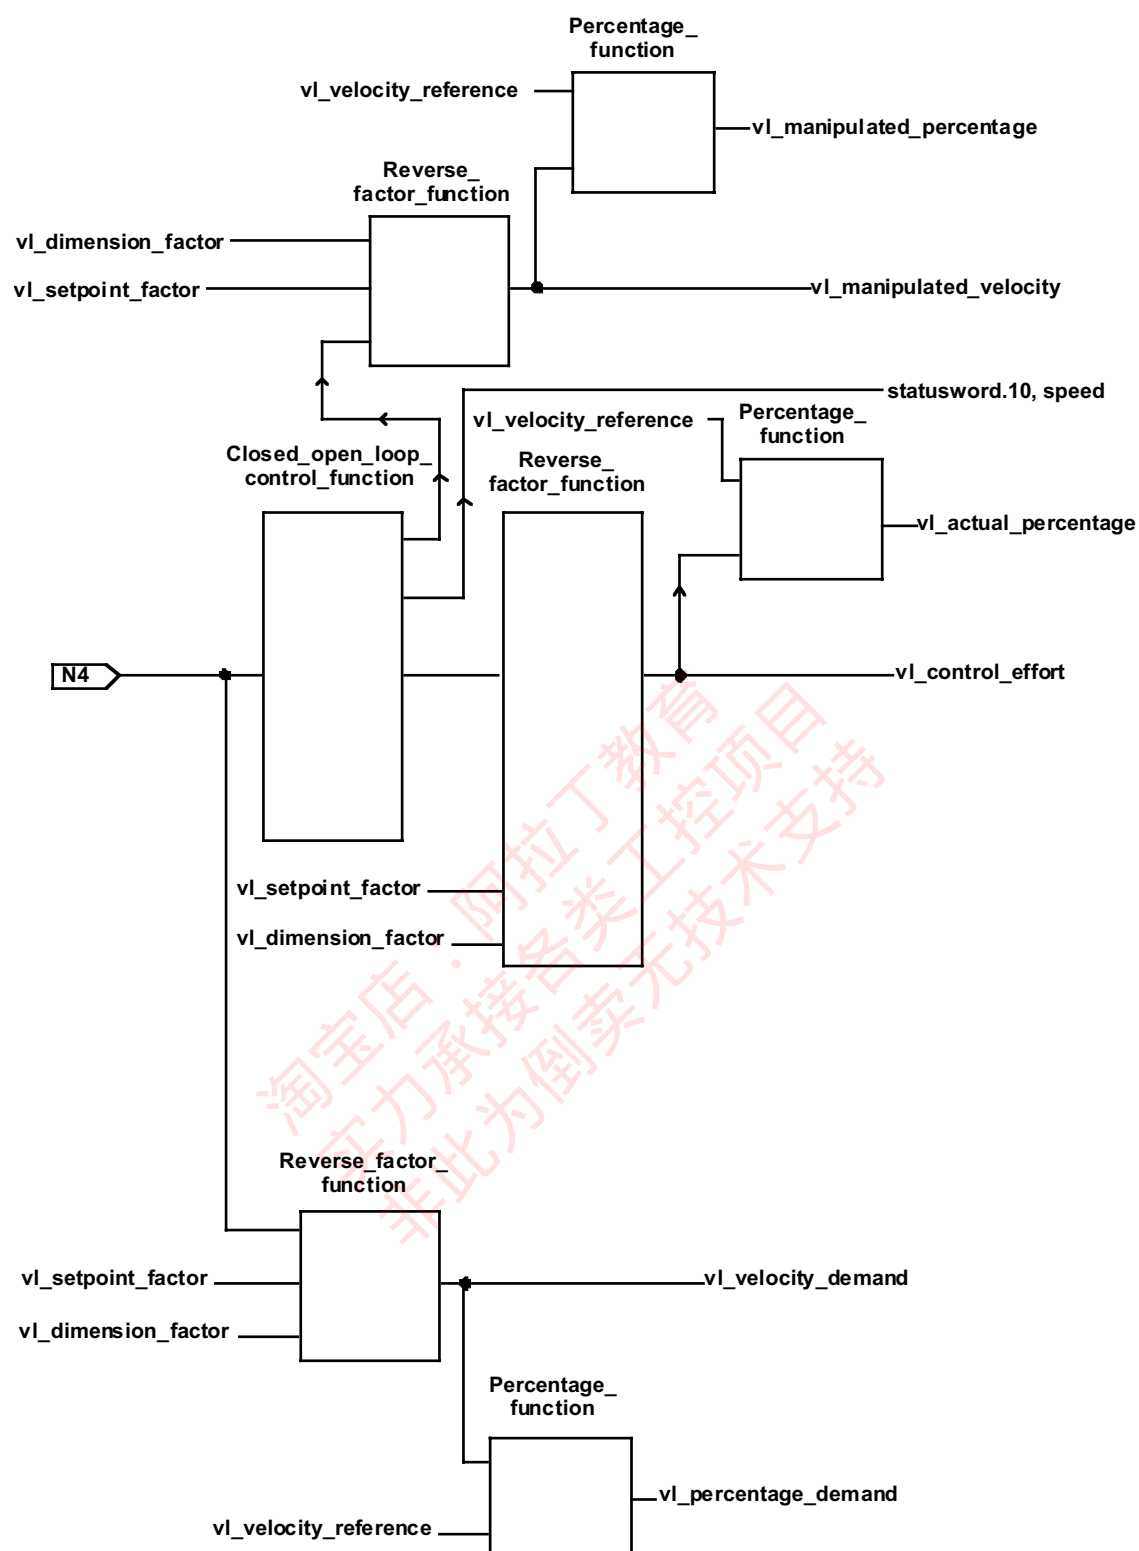 Percentage_
function
vl_velocity_reference
vl_manipulated_percentage
Reverse_
factor_function
vl_dimension_factor
vl_setpoint_factor
vl_manipulated_velocity
statusword.10, speed
vl_velocity_reference
Percentage_
function
Closed_open_loop_
control_function
Reverse_
factor_function
vl_actual_percentage
N4
vl_control_effort
vl_setpoint_factor
vl_dimension_factor
淘宝店·阿拉丁教育
实力承接各类工控项目
非此为倒卖无技术支持
Reverse_factor_
function
vl_setpoint_factor
vl_velocity_demand
vl_dimension_factor
Percentage_
function
vl_percentage_demand
vl_velocity_reference